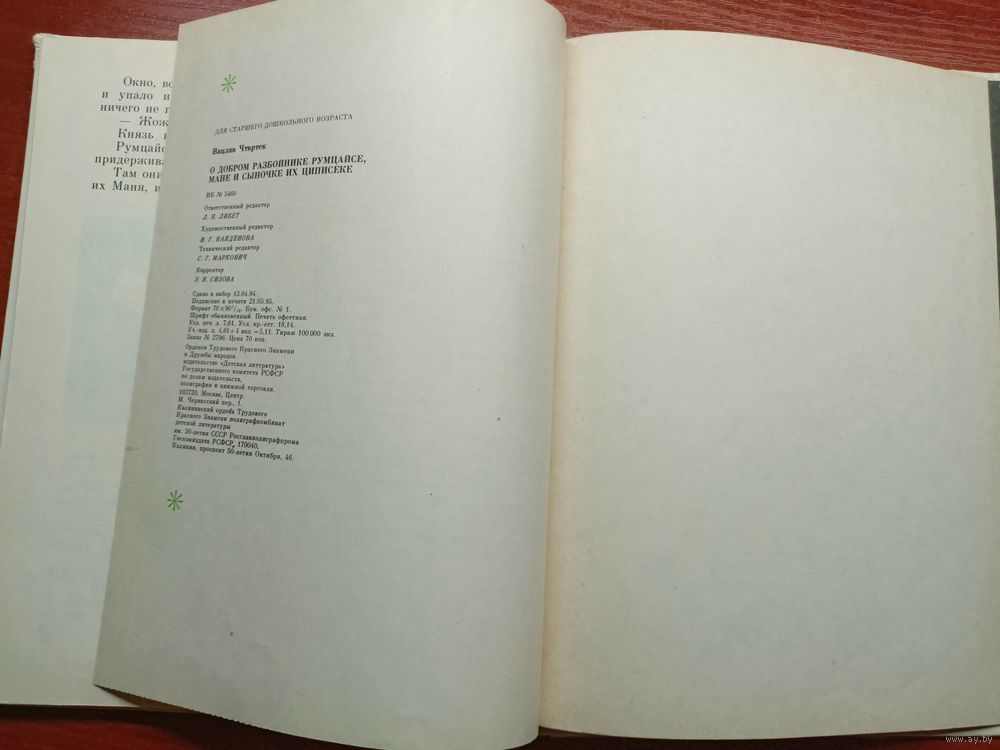 Окно, во
и упало н
ничего не г
— Жож
Князь и
Румцайс
придержива
Там они
их Маня, и
ДЛЯ СТАРШЕГО ДОШКОЛЬНОГО ВОЗРАСТА
Вацлав Чтвртек
О ДОБРОМ РАЗБОЙНИКЕ РУМЦАЙСЕ,
МАНЕ И СЫНОЧКЕ ИХ ЦИПИСЕКЕ
ИБ № 5460
Ответственный редактор
Л. Я. ЛИБЕТ
Художественный редактор
И. Г. НАЙДЕНОВА
Технический редактор
С. Г. МАРКОВИЧ
Корректор
Э. Н. СИЗОВА
Сдано в набор 13.04.84.
Подписано к печати 21.05.85.
Формат 70×90¹/₁₆. Бум. офс. № 1.
Шрифт обыкновенный. Печать офсетная.
Усл. печ. л. 7,61. Усл. кр.-отт. 18,14.
Уч.-изд. л. 4,61+4 вкл.=5,11. Тираж 100 000 экз.
Заказ № 2796. Цена 70 коп.
Орденов Трудового Красного Знамени
и Дружбы народов
издательство «Детская литература»
Государственного комитета РСФСР
по делам издательств,
полиграфии и книжной торговли.
103720, Москва, Центр,
М. Черкасский пер., 1.
Калининский ордена Трудового
Красного Знамени полиграфкомбинат
детской литературы
им. 50-летия СССР Росглавполиграфпрома
Госкомиздата РСФСР, 170040,
Калинин, проспект 50-летия Октября, 46.
www.ay.by